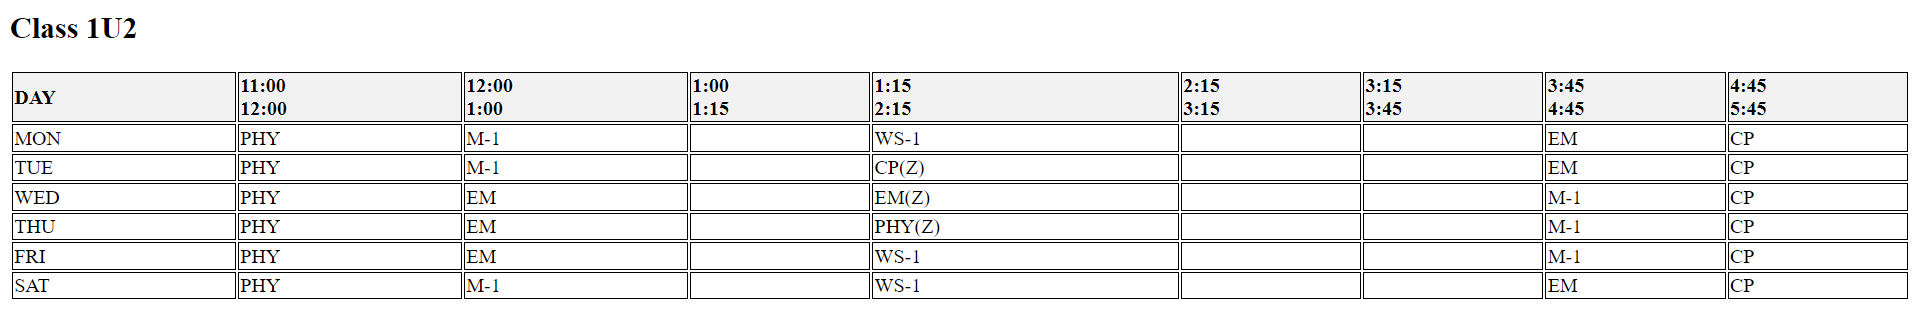 Class 1U2
DAY 11:00 12:00 1:00 1:15 2:15 3:15 3:45 4:45
12:00 1:00 1:15 2:15 3:15 3:45 4:45 5:45
MON PHY M-1 WS-1 EM CP
TUE PHY M-1 CP(Z) EM CP
WED PHY EM EM(Z) M-1 CP
THU PHY EM PHY(Z) M-1 CP
FRI PHY EM WS-1 M-1 CP
SAT PHY M-1 WS-1 EM CP